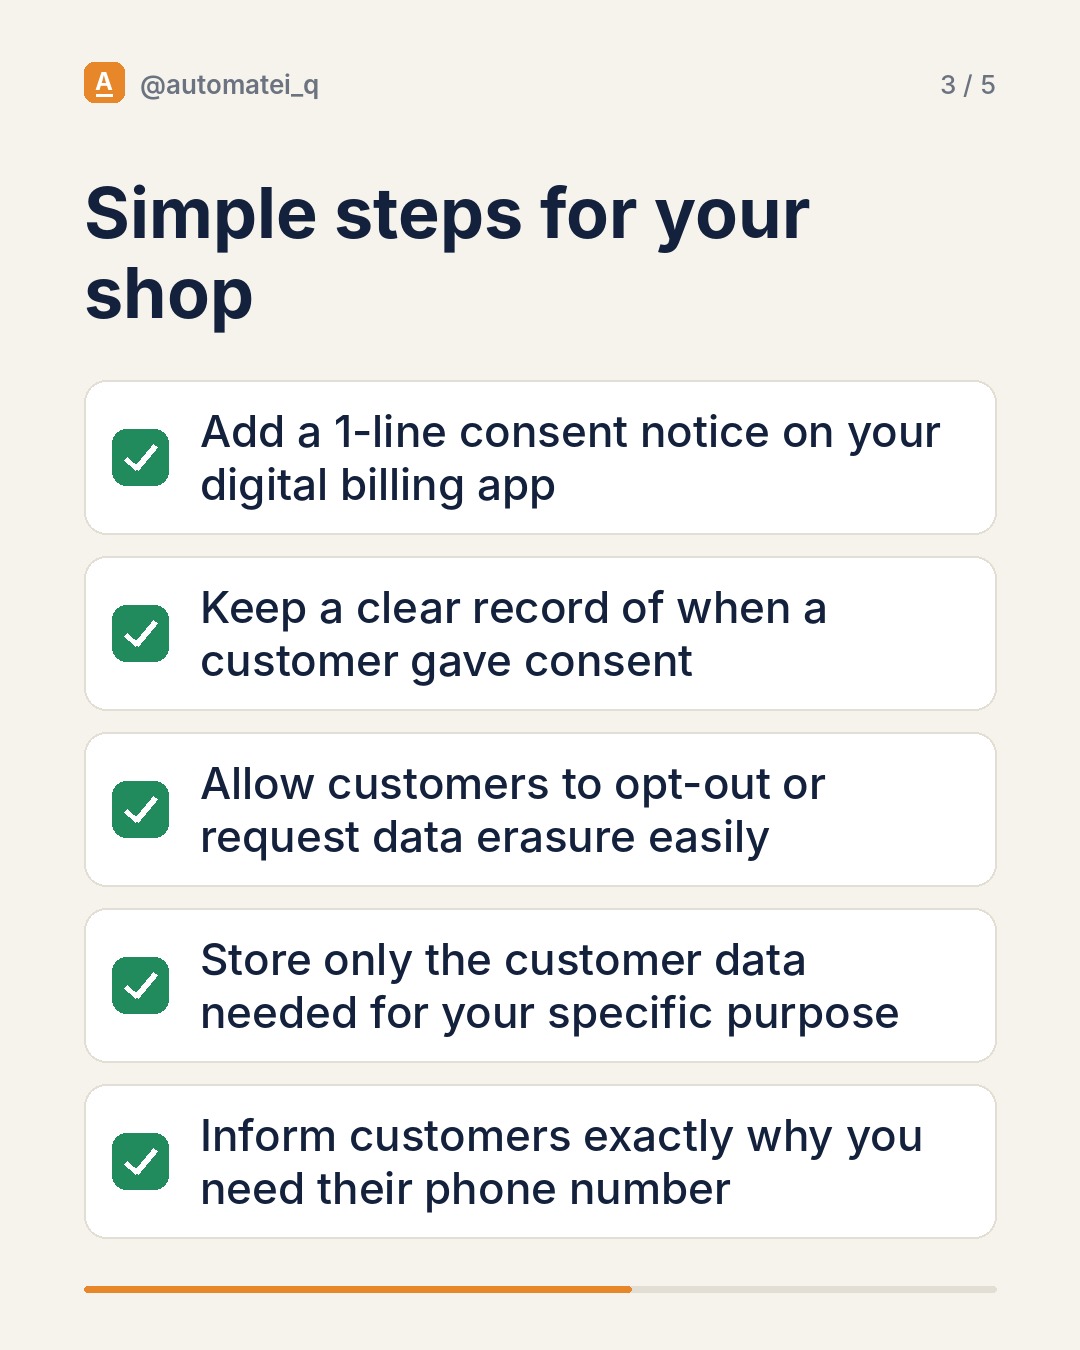 A @automatei_q 3 / 5
Simple steps for your
shop
Add a 1-line consent notice on your
digital billing app
Keep a clear record of when a
customer gave consent
Allow customers to opt-out or
request data erasure easily
Store only the customer data
needed for your specific purpose
Inform customers exactly why you
need their phone number